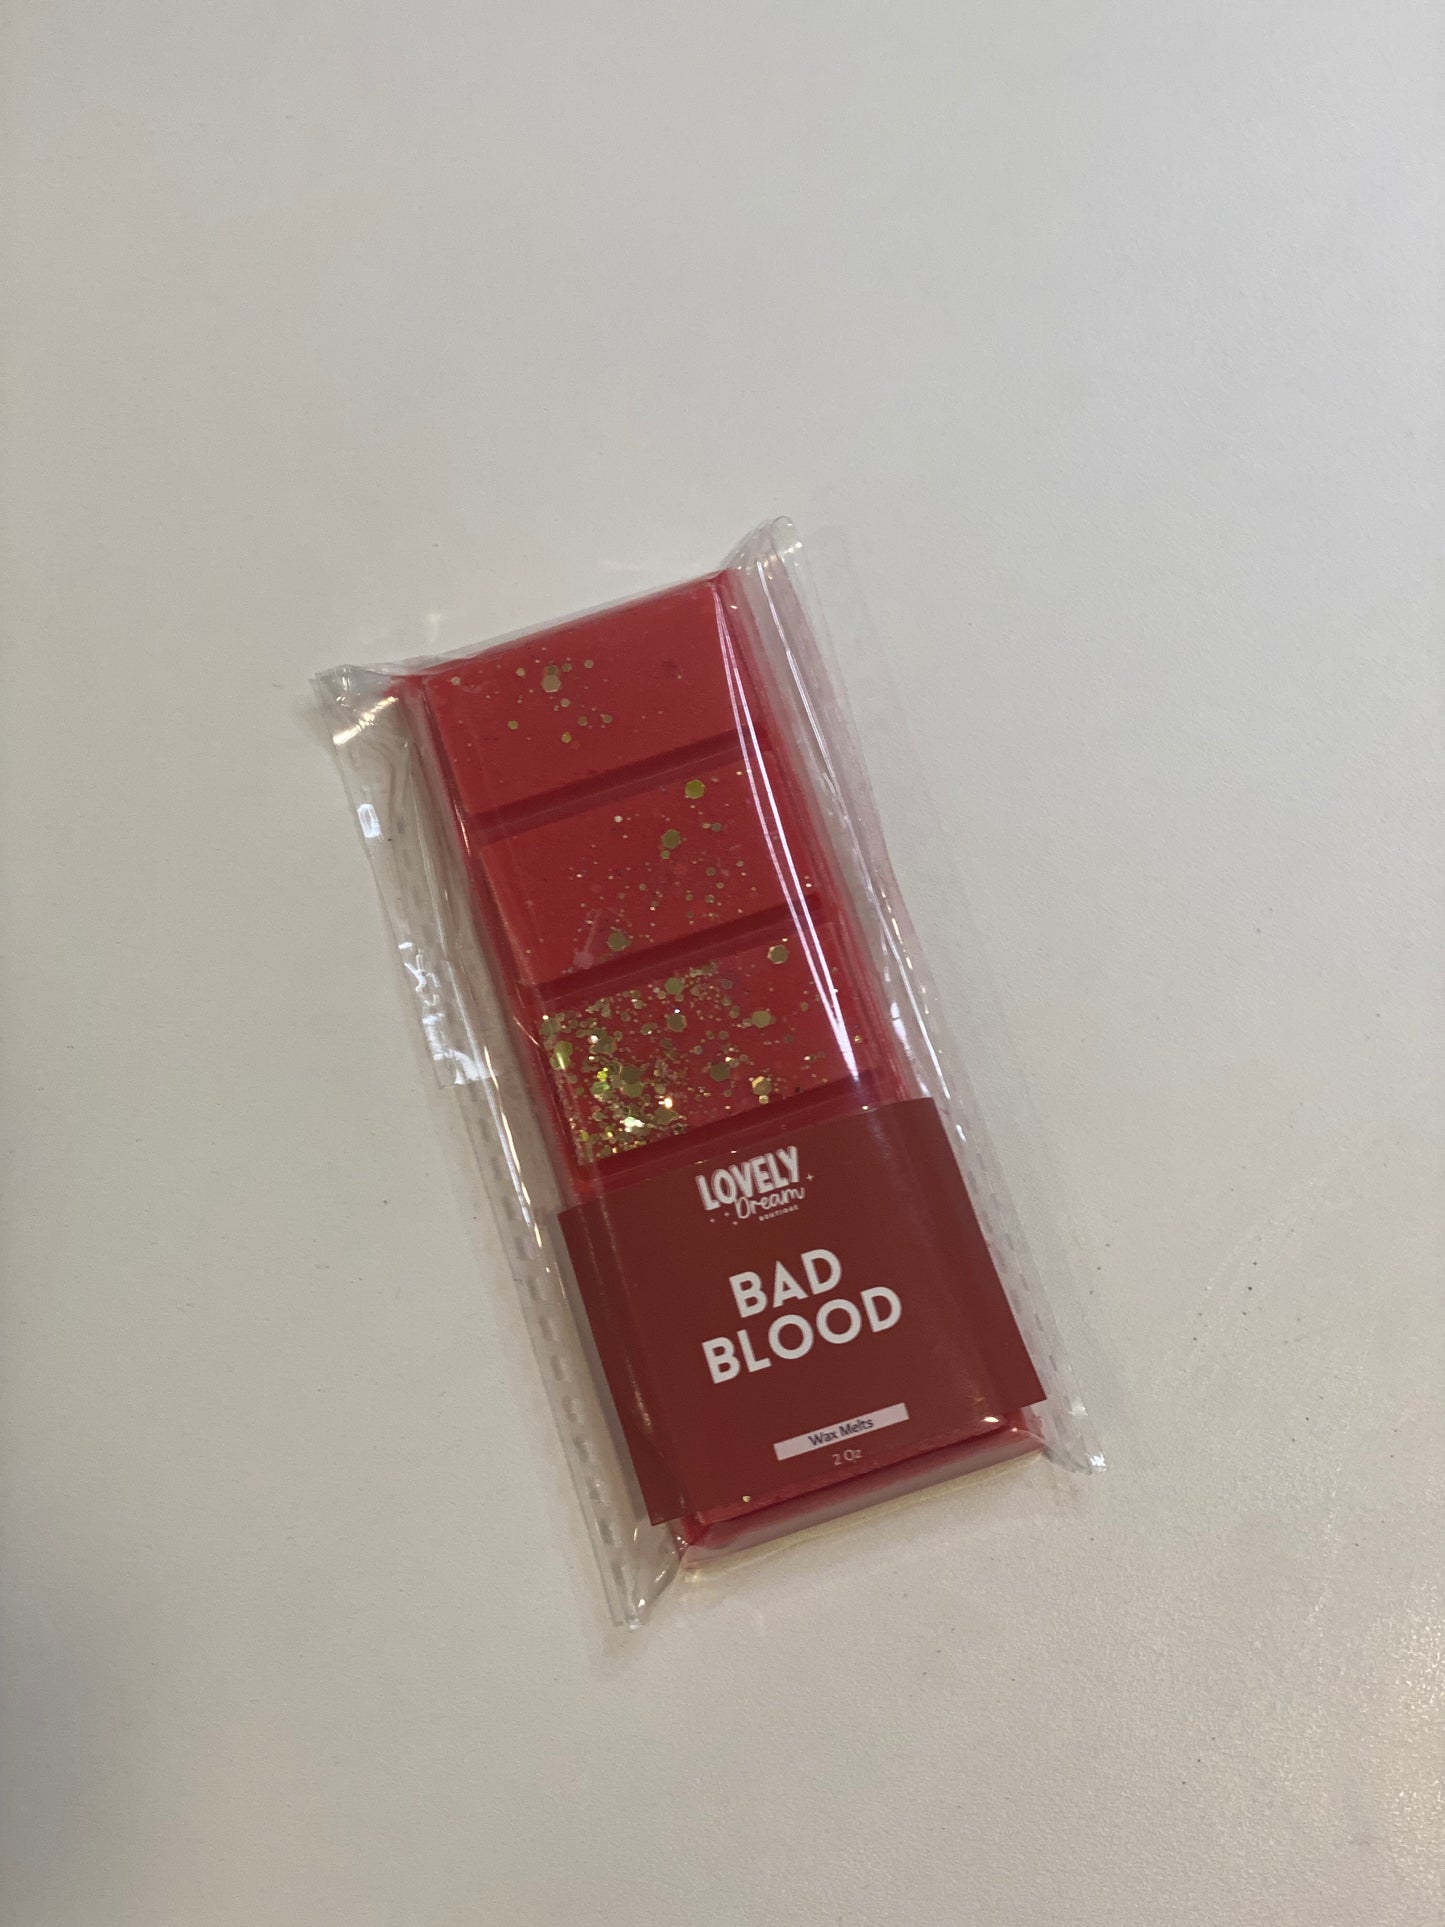 LOVELY
Dream
BOUTIQUE
BAD
BLOOD
Wax Melts
2 Oz